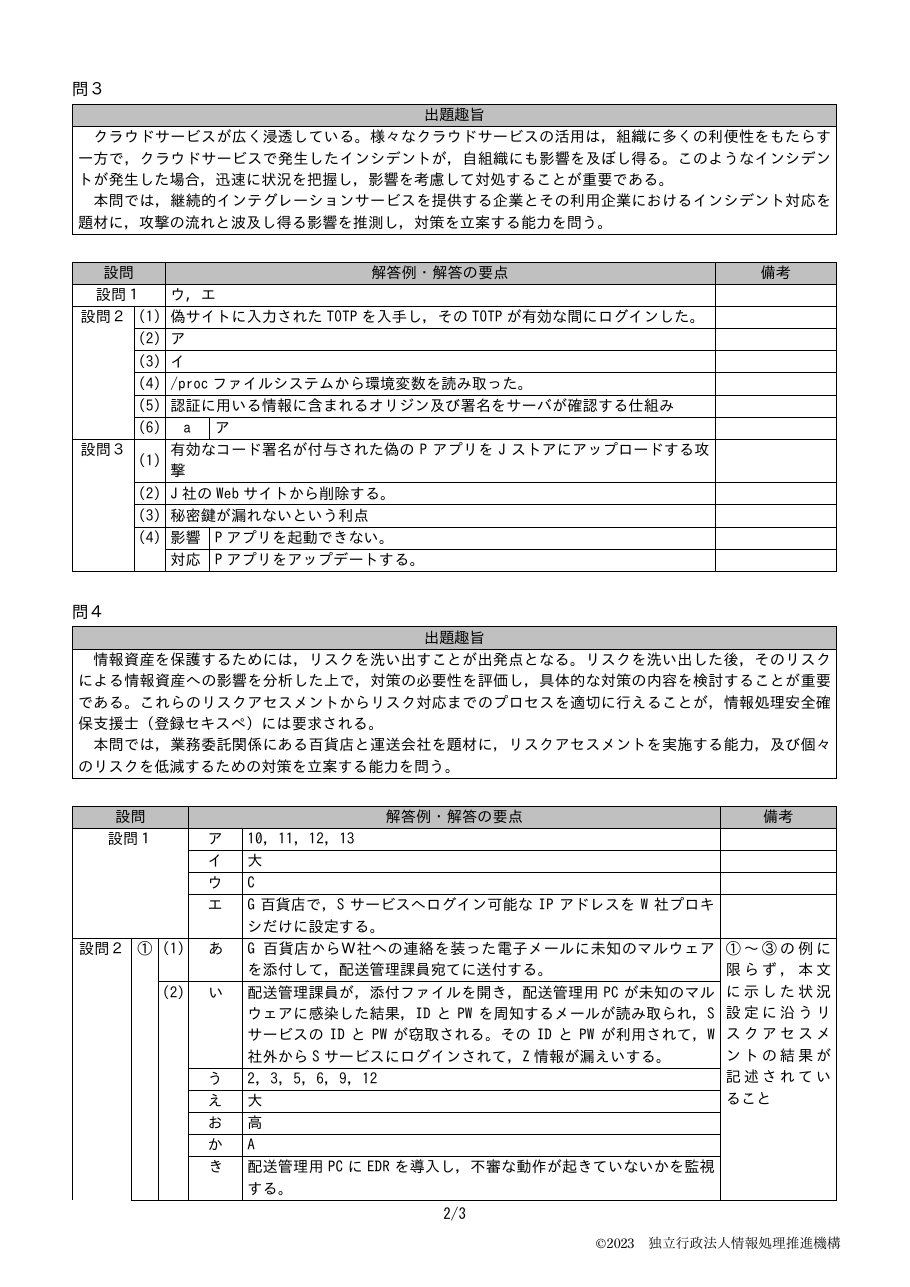 問３
出題趣旨
クラウドサービスが広く浸透している。様々なクラウドサービスの活用は，組織に多くの利便性をもたらす
一方で，クラウドサービスで発生したインシデントが，自組織にも影響を及ぼし得る。このようなインシデン
トが発生した場合，迅速に状況を把握し，影響を考慮して対処することが重要である。
本問では，継続的インテグレーションサービスを提供する企業とその利用企業におけるインシデント対応を
題材に，攻撃の流れと波及し得る影響を推測し，対策を立案する能力を問う。
設問 解答例・解答の要点 備考
設問１ ウ，エ
設問２ (1) 偽サイトに入力された TOTP を入手し，その TOTP が有効な間にログインした。
(2) ア
(3) イ
(4) /proc ファイルシステムから環境変数を読み取った。
(5) 認証に用いる情報に含まれるオリジン及び署名をサーバが確認する仕組み
(6) a ア
設問３ (1) 有効なコード署名が付与された偽の P アプリを J ストアにアップロードする攻
撃
(2) J 社の Web サイトから削除する。
(3) 秘密鍵が漏れないという利点
(4) 影響 P アプリを起動できない。
対応 P アプリをアップデートする。
問４
出題趣旨
情報資産を保護するためには，リスクを洗い出すことが出発点となる。リスクを洗い出した後，そのリスク
による情報資産への影響を分析した上で，対策の必要性を評価し，具体的な対策の内容を検討することが重要
である。これらのリスクアセスメントからリスク対応までのプロセスを適切に行えることが，情報処理安全確
保支援士（登録セキスペ）には要求される。
本問では，業務委託関係にある百貨店と運送会社を題材に，リスクアセスメントを実施する能力，及び個々
のリスクを低減するための対策を立案する能力を問う。
設問 解答例・解答の要点 備考
設問１ ア 10，11，12，13
イ 大
ウ C
エ G 百貨店で，S サービスへログイン可能な IP アドレスを W 社プロキ
シだけに設定する。
設問２ ① (1) あ G 百貨店からＷ社への連絡を装った電子メールに未知のマルウェア ①～③の例に
を添付して，配送管理課員宛てに送付する。 限らず，本文
(2) い 配送管理課員が，添付ファイルを開き，配送管理用 PC が未知のマル に示した状況
ウェアに感染した結果，ID と PW を周知するメールが読み取られ，S 設定に沿うリ
サービスの ID と PW が窃取される。その ID と PW が利用されて，W スクアセスメ
社外から S サービスにログインされて，Z 情報が漏えいする。 ントの結果が
う 2，3，5，6，9，12 記述されてい
え 大 ること
お 高
か A
き 配送管理用 PC に EDR を導入し，不審な動作が起きていないかを監視
する。
2/3
©2023 独立行政法人情報処理推進機構